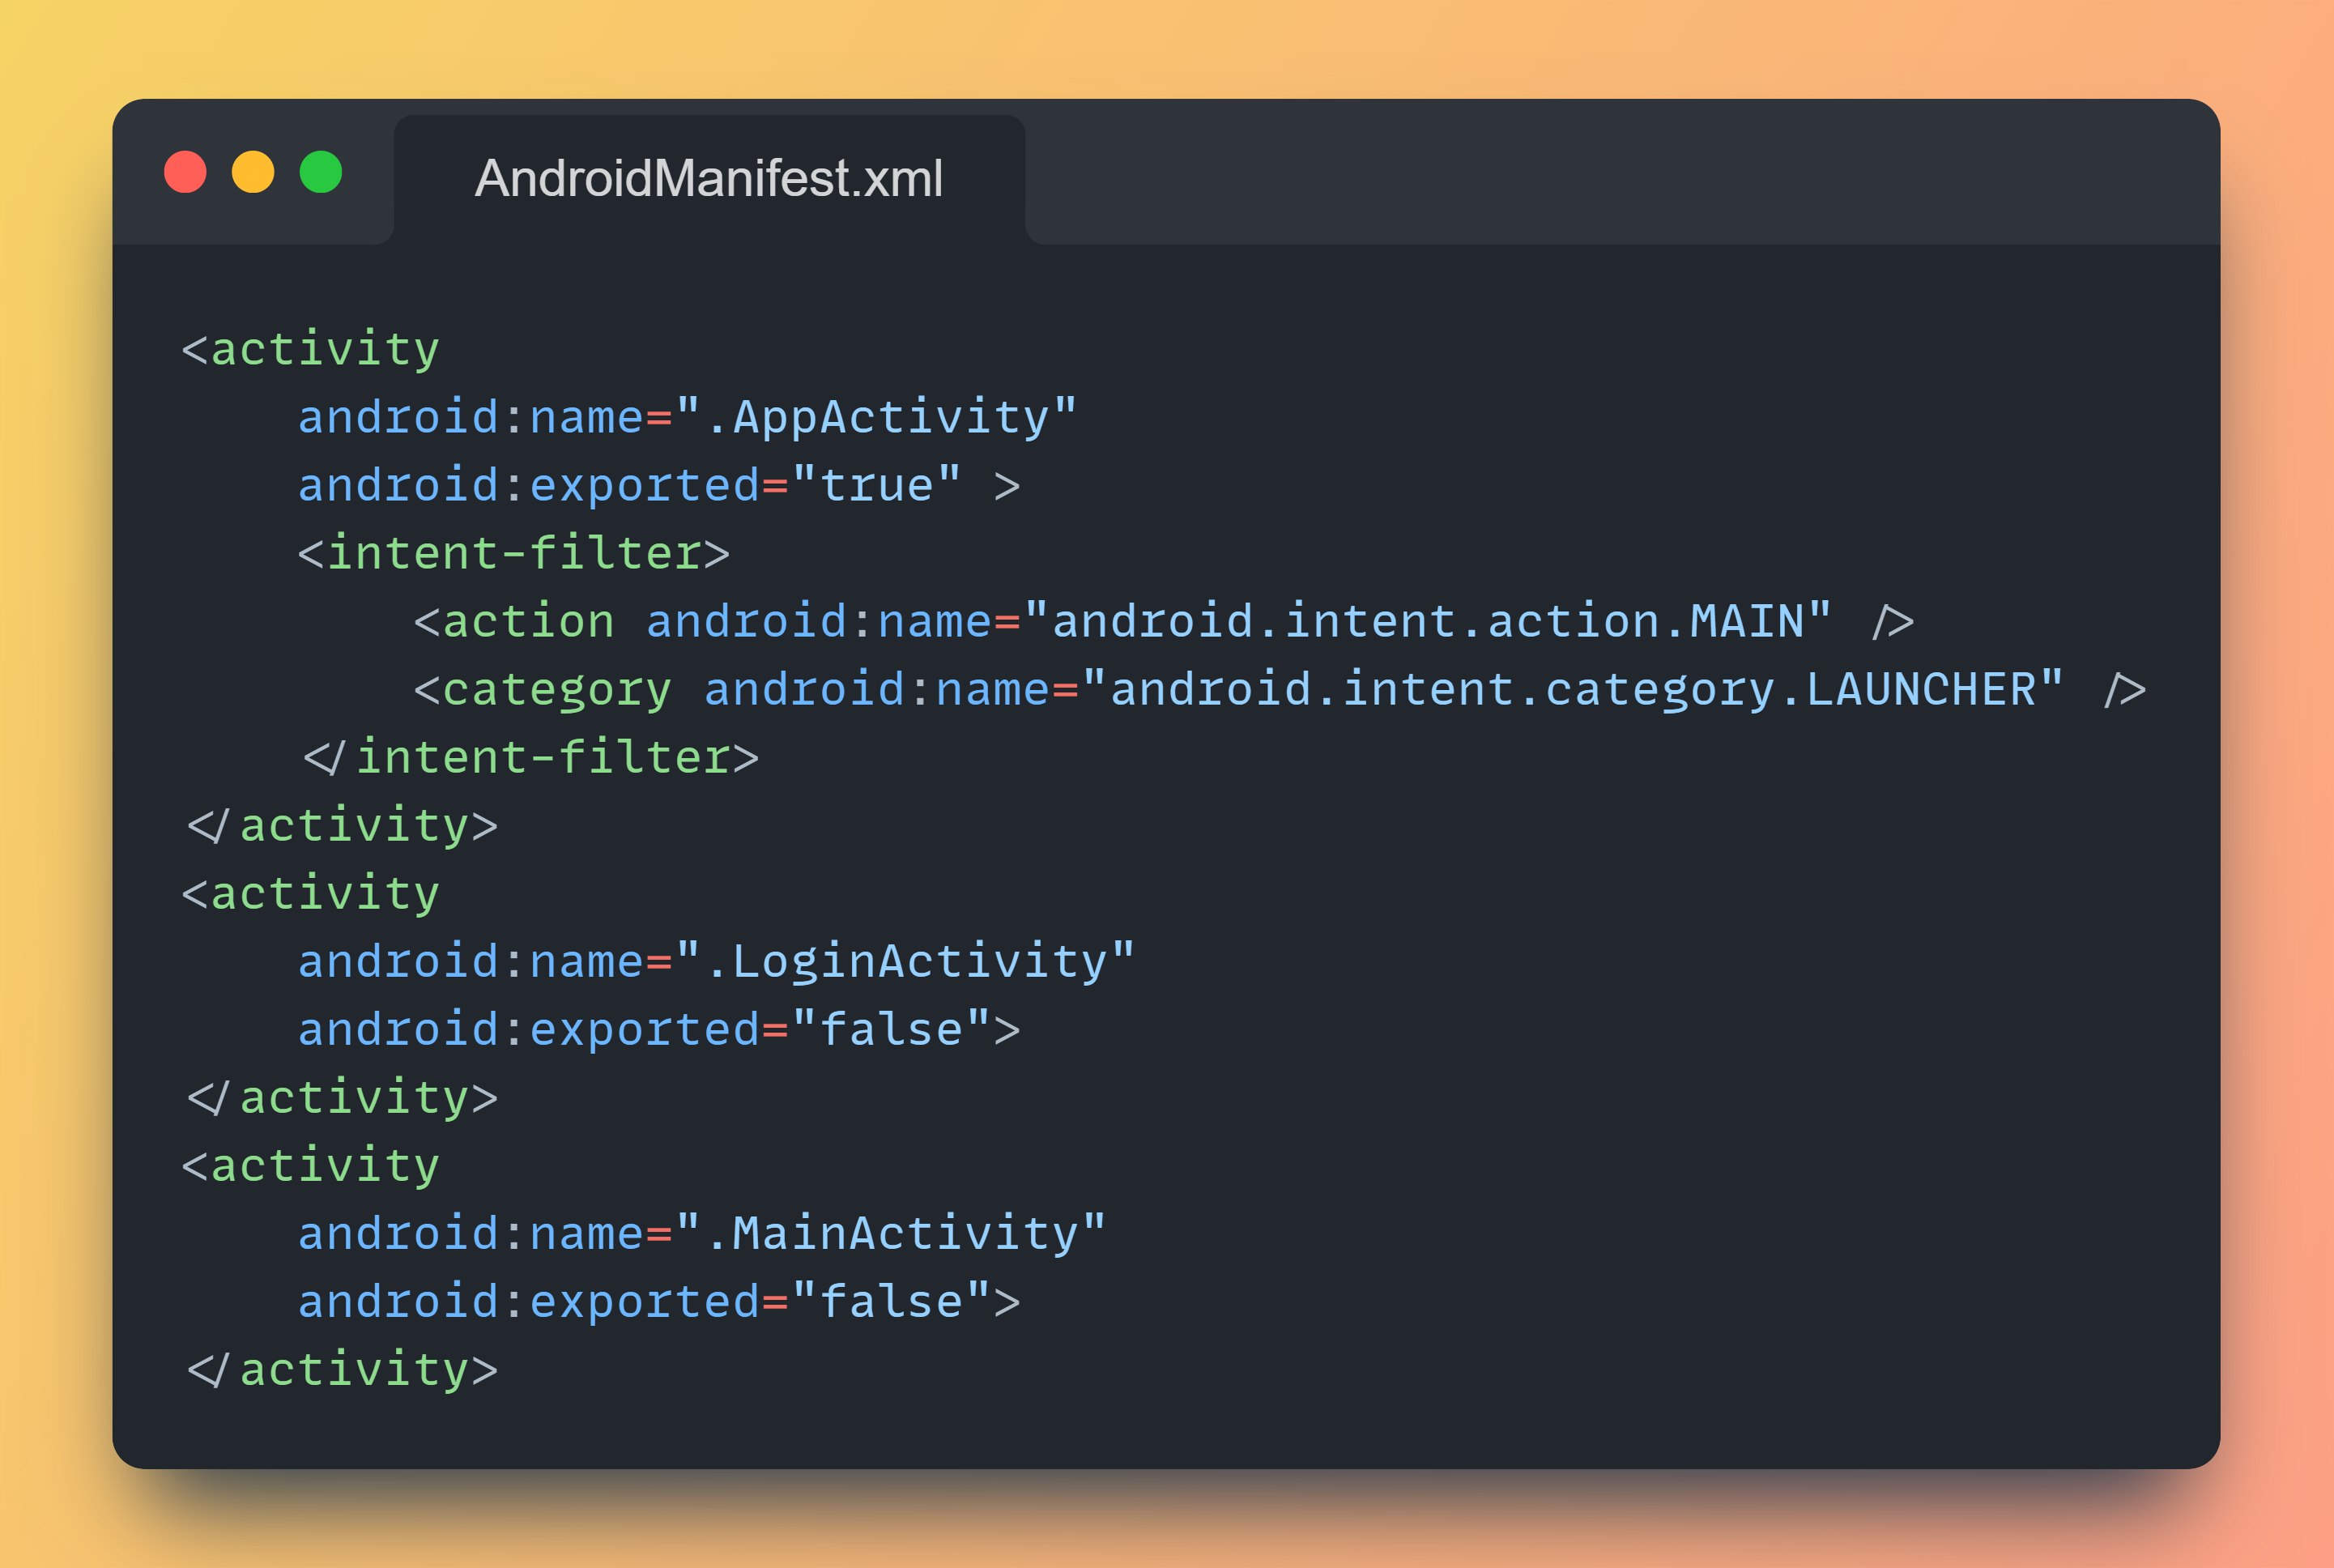 AndroidManifest.xml
<activity
    android:name=".AppActivity"
    android:exported="true" >
    <intent-filter>
        <action android:name="android.intent.action.MAIN" />
        <category android:name="android.intent.category.LAUNCHER" />
    </intent-filter>
</activity>
<activity
    android:name=".LoginActivity"
    android:exported="false">
</activity>
<activity
    android:name=".MainActivity"
    android:exported="false">
</activity>